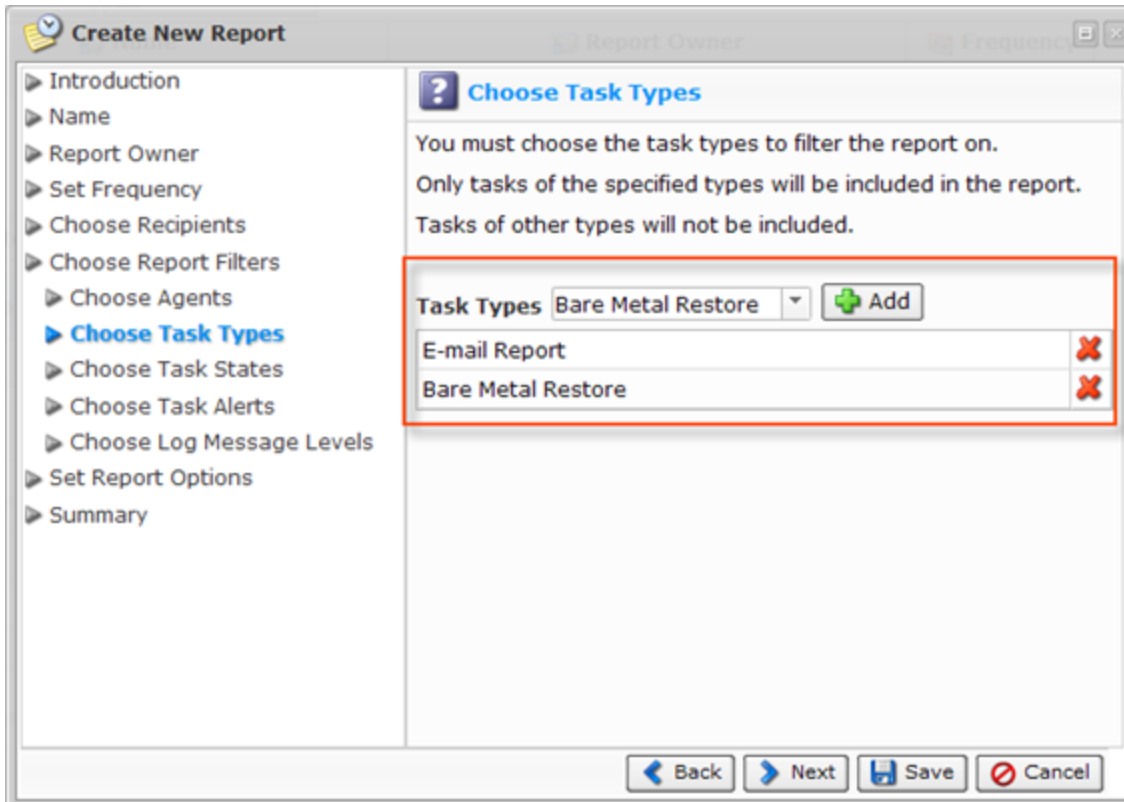 Create New Report
Name
Report Owner
Frequency
Introduction
Name
Report Owner
Set Frequency
Choose Recipients
Choose Report Filters
Choose Agents
Choose Task Types
Choose Task States
Choose Task Alerts
Choose Log Message Levels
Set Report Options
Summary
? Choose Task Types
You must choose the task types to filter the report on.
Only tasks of the specified types will be included in the report.
Tasks of other types will not be included.
Task Types Bare Metal Restore Add
E-mail Report
Bare Metal Restore
Back Next Save Cancel